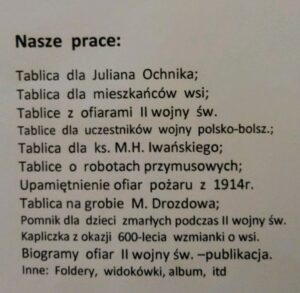 Nasze prace:
Tablica dla Juliana Ochnika;
Tablica dla mieszkańców wsi;
Tablice z ofiarami II wojny św.
Tablice dla uczestników wojny polsko-bolsz.;
Tablica dla ks. M.H. Iwańskiego;
Tablice o robotach przymusowych;
Upamiętnienie ofiar pożaru z 1914r.
Tablica na grobie M. Drozdowa;
Pomnik dla dzieci zmarłych podczas II wojny św.
Kapliczka z okazji 600-lecia wzmianki o wsi.
Biogramy ofiar II wojny św. –publikacja.
Inne: Foldery, widokówki, album, itd